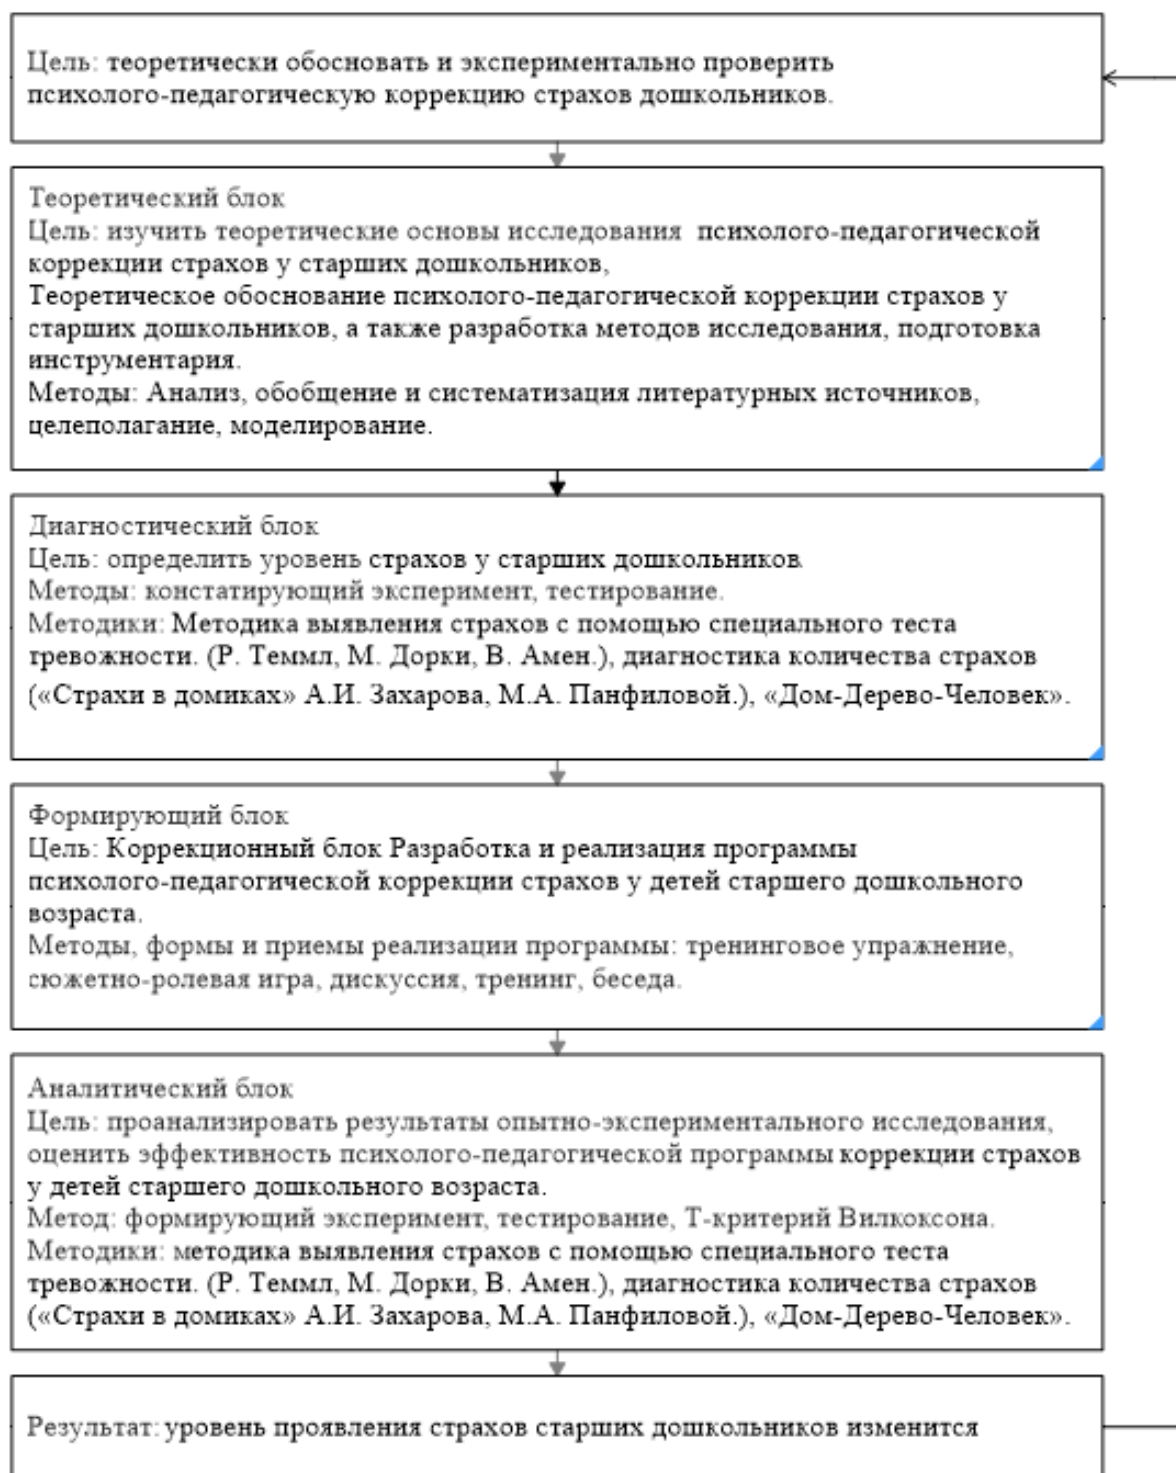 Цель: теоретически обосновать и экспериментально проверить
психолого-педагогическую коррекцию страхов дошкольников.
Теоретический блок
Цель: изучить теоретические основы исследования психолого-педагогической
коррекции страхов у старших дошкольников,
Теоретическое обоснование психолого-педагогической коррекции страхов у
старших дошкольников, а также разработка методов исследования, подготовка
инструментария.
Методы: Анализ, обобщение и систематизация литературных источников,
целеполагание, моделирование.
Диагностический блок
Цель: определить уровень страхов у старших дошкольников
Методы: констатирующий эксперимент, тестирование.
Методики: Методика выявления страхов с помощью специального теста
тревожности. (Р. Теммл, М. Дорки, В. Амен.), диагностика количества страхов
(«Страхи в домиках» А.И. Захарова, М.А. Панфиловой.), «Дом-Дерево-Человек».
Формирующий блок
Цель: Коррекционный блок Разработка и реализация программы
психолого-педагогической коррекции страхов у детей старшего дошкольного
возраста.
Методы, формы и приемы реализации программы: тренинговое упражнение,
сюжетно-ролевая игра, дискуссия, тренинг, беседа.
Аналитический блок
Цель: проанализировать результаты опытно-экспериментального исследования,
оценить эффективность психолого-педагогической программы коррекции страхов
у детей старшего дошкольного возраста.
Метод: формирующий эксперимент, тестирование, Т-критерий Вилкоксона.
Методики: методика выявления страхов с помощью специального теста
тревожности. (Р. Теммл, М. Дорки, В. Амен.), диагностика количества страхов
(«Страхи в домиках» А.И. Захарова, М.А. Панфиловой.), «Дом-Дерево-Человек».
Результат: уровень проявления страхов старших дошкольников изменится